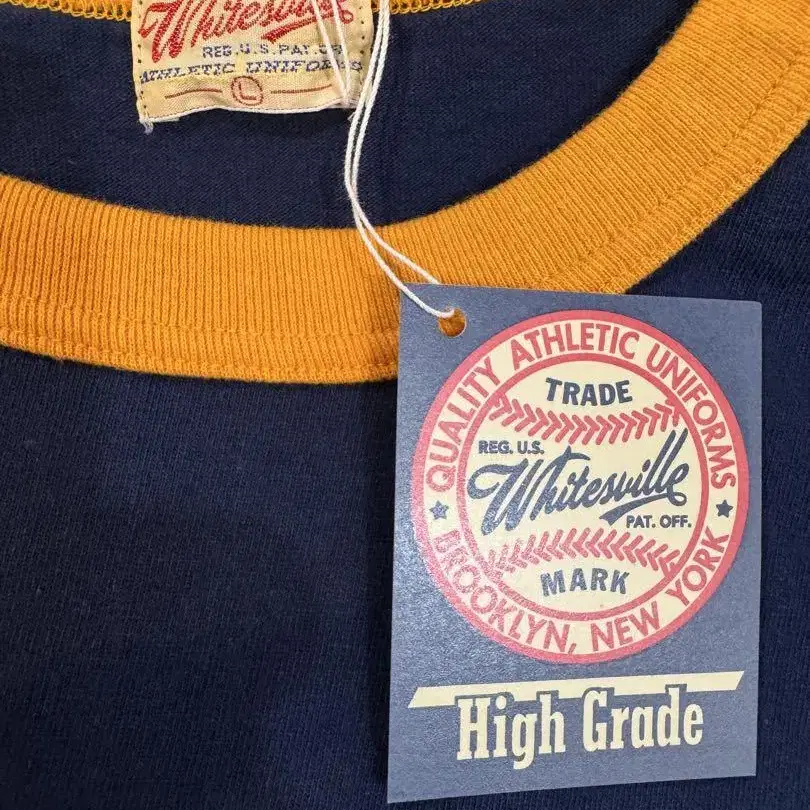 Whitesville
REG. U.S. PAT. OFF
ATHLETIC UNIFORMS
L
QUALITY ATHLETIC UNIFORMS
TRADE
REG. U.S.
Whitesville
PAT. OFF.
MARK
BROOKLYN, NEW YORK
High Grade